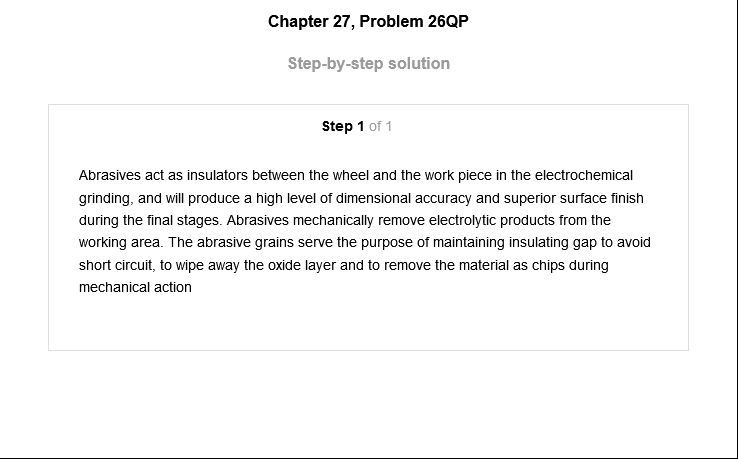 Chapter 27, Problem 26QP
Step-by-step solution
Step 1 of 1
Abrasives act as insulators between the wheel and the work piece in the electrochemical
grinding, and will produce a high level of dimensional accuracy and superior surface finish
during the final stages. Abrasives mechanically remove electrolytic products from the
working area. The abrasive grains serve the purpose of maintaining insulating gap to avoid
short circuit, to wipe away the oxide layer and to remove the material as chips during
mechanical action